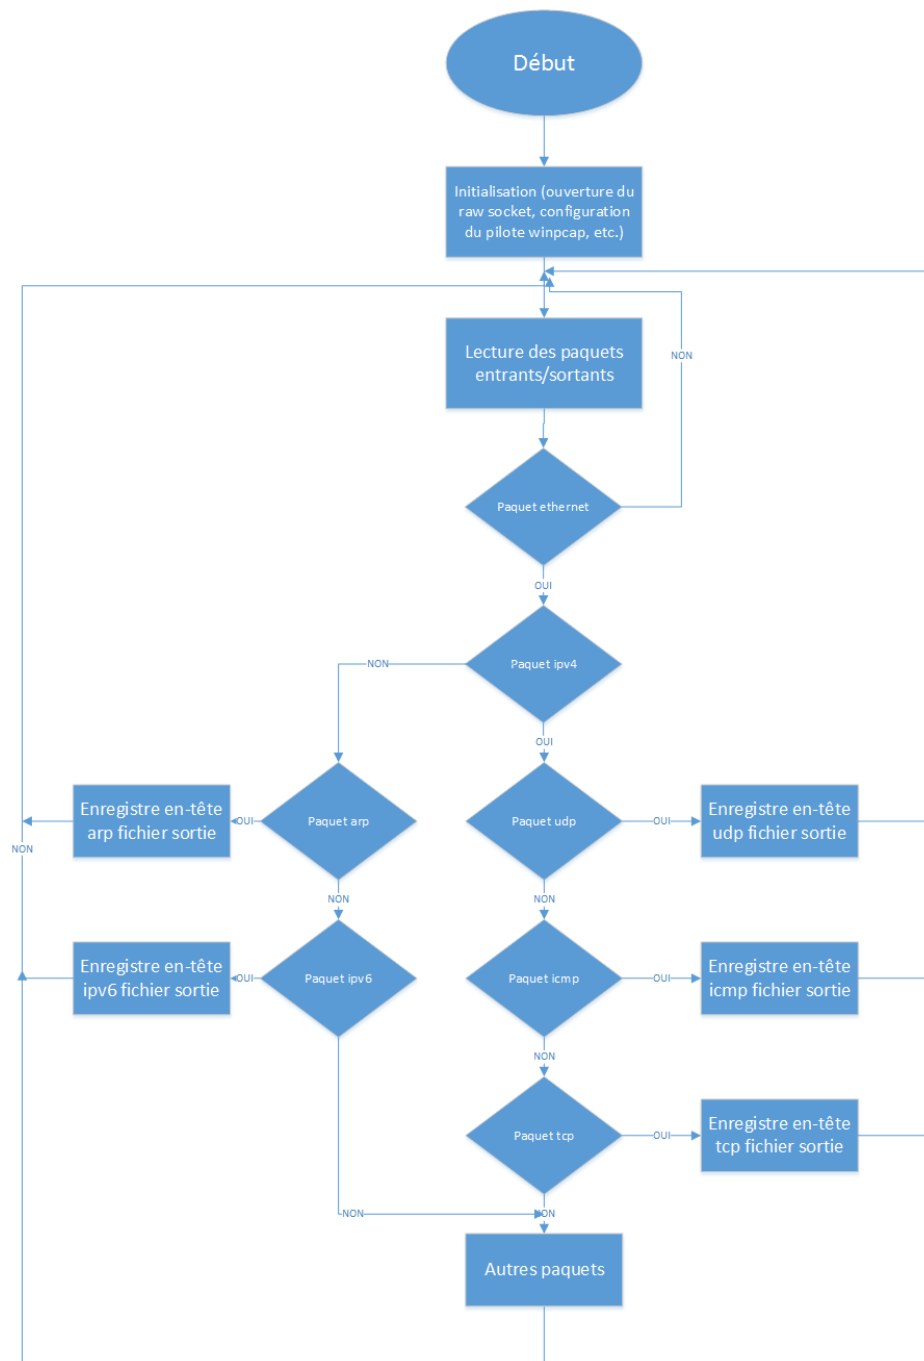 Début
Initialisation (ouverture du
raw socket, configuration
du pilote winpcap, etc.)
Lecture des paquets
entrants/sortants
NON
Paquet ethernet
OUI
Paquet ipv4
NON
OUI
Enregistre en-tête
arp fichier sortie
OUI
Paquet arp
Paquet udp
OUI
Enregistre en-tête
udp fichier sortie
NON
NON
NON
Enregistre en-tête
ipv6 fichier sortie
OUI
Paquet ipv6
Paquet icmp
OUI
Enregistre en-tête
icmp fichier sortie
NON
Paquet tcp
OUI
Enregistre en-tête
tcp fichier sortie
NON
NON
Autres paquets